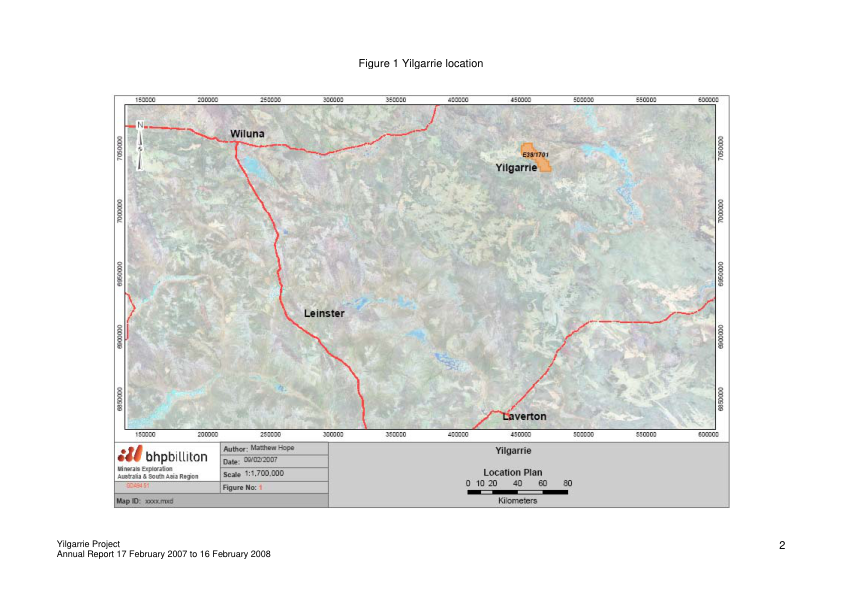 Figure 1 Yilgarrie location
150000 200000 250000 300000 350000 400000 450000 500000 550000 600000
N
Wiluna
E38/1701
Yilgarrie
Leinster
Laverton
7050000 7000000 6950000 6900000 6850000
7050000 7000000 6950000 6900000 6850000
150000 200000 250000 300000 350000 400000 450000 500000 550000 600000
bhpbilliton
Minerals Exploration
Australia & South Asia Region
Author: Matthew Hope
Date: 09/02/2007
Scale 1:1,700,000
Figure No: 1
Map ID: xxxx.mxd
Yilgarrie
Location Plan
0 10 20 40 60 80
Kilometers
Yilgarrie Project
Annual Report 17 February 2007 to 16 February 2008
2